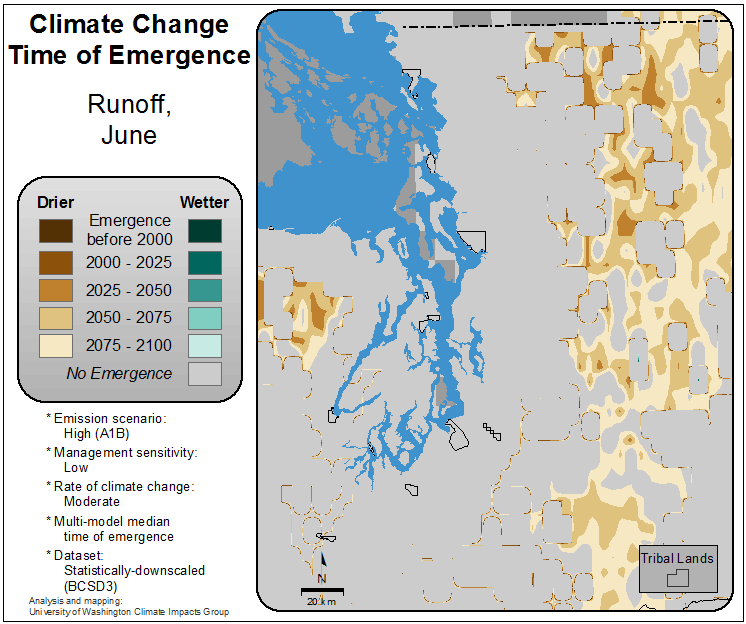 Climate Change
Time of Emergence
Runoff,
June
Drier Wetter
Emergence
before 2000
2000 - 2025
2025 - 2050
2050 - 2075
2075 - 2100
No Emergence
* Emission scenario:
High (A1B)
* Management sensitivity:
Low
* Rate of climate change:
Moderate
* Multi-model median
time of emergence
* Dataset:
Statistically-downscaled
(BCSD3)
Analysis and mapping:
University of Washington Climate Impacts Group
N
20 km
Tribal Lands